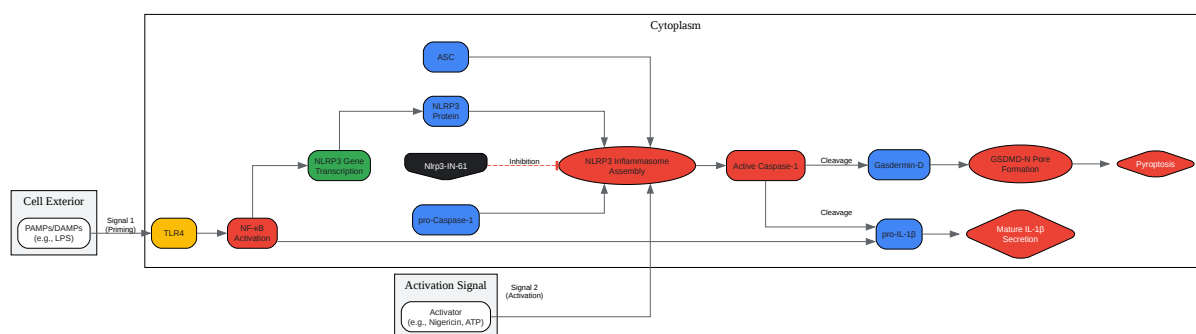 Cytoplasm
ASC
NLRP3
Protein
NLRP3 Gene
Transcription
Nlrp3-IN-61
Inhibition
NLRP3 Inflammasome
Assembly
Active Caspase-1
Cleavage
Gasdermin-D
GSDMD-N Pore
Formation
Pyroptosis
Cell Exterior
PAMPs/DAMPs
(e.g., LPS)
Signal 1
(Priming)
TLR4
NF-κB
Activation
pro-Caspase-1
Cleavage
pro-IL-1β
Mature IL-1β
Secretion
Activation Signal
Activator
(e.g., Nigericin, ATP)
Signal 2
(Activation)